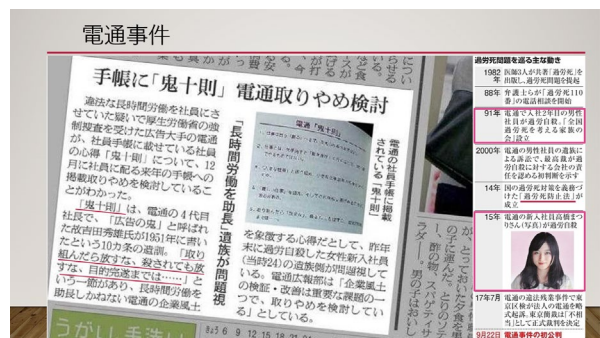 電通事件
手帳に「鬼十則」電通取りやめ検討
違法な長時間労働を社員にさ
せていた疑いで厚生労働省の強
制捜査を受けた広告大手の電通
が、社員手帳に載せている社員
の心得「鬼十則」について、12
月に社員に配る来年の手帳への
掲載取りやめを検討しているこ
とがわかった。
「鬼十則」は、電通の4代目
社長で、「広告の鬼」と呼ばれ
た故吉田秀雄氏が1951年に書い
たという10カ条の遺訓。「取り
組んだら放すな、殺されても放
すな、目的完遂までは……」と
いう一節があり、長時間労働を
助長しかねない電通の企業風土
「長時間労働を助長」遺族が問題視
電通「鬼十則」
電通の社員手帳に掲載
されている「鬼十則」
を象徴する心得だとして、昨年
末に過労自殺した女性新入社員
(当時24)の遺族側が問題視して
いる。電通広報部は「企業風土
の検証・改善は重要な課題の一
つで、取りやめを検討してい
る」としている。
うがい 手洗い
過労死問題を巡る主な動き
1982年 医師3人が共著「過労死」を
出版し、過労死問題を提起
88年 弁護士らが「過労死110
番」の電話相談を開始
91年 電通で入社2年目の男性
社員が過労自殺。「全国
過労死を考える家族の
会」設立
2000年 電通の男性社員の遺族に
よる訴訟で、最高裁が過
労自殺に対する会社の責
任を認める初判断を示す
14年 国の過労死対策を義務づ
けた「過労死防止法」が
成立
15年 電通の新入社員高橋まつ
りさん(写真)が過労自殺
17年7月 電通の違法残業事件で東
京区検が法人の電通を略
式起訴。東京簡裁は「不相
当」として正式裁判を決定
9月22日 電通事件の初公判